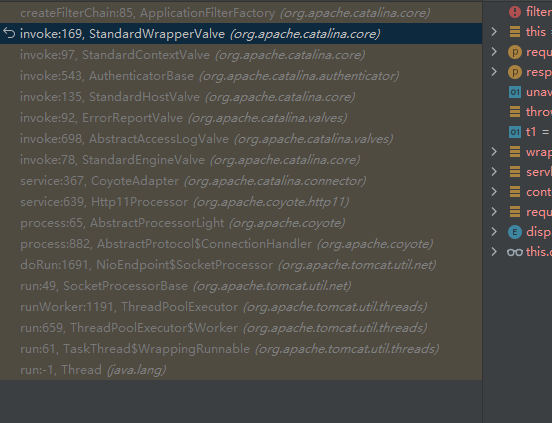 createFilterChain:85, ApplicationFilterFactory (org.apache.catalina.core)
invoke:169, StandardWrapperValve (org.apache.catalina.core)
invoke:97, StandardContextValve (org.apache.catalina.core)
invoke:543, AuthenticatorBase (org.apache.catalina.authenticator)
invoke:135, StandardHostValve (org.apache.catalina.core)
invoke:92, ErrorReportValve (org.apache.catalina.valves)
invoke:698, AbstractAccessLogValve (org.apache.catalina.valves)
invoke:78, StandardEngineValve (org.apache.catalina.core)
service:367, CoyoteAdapter (org.apache.catalina.connector)
service:639, Http11Processor (org.apache.coyote.http11)
process:65, AbstractProcessorLight (org.apache.coyote)
process:882, AbstractProtocol$ConnectionHandler (org.apache.coyote)
doRun:1691, NioEndpoint$SocketProcessor (org.apache.tomcat.util.net)
run:49, SocketProcessorBase (org.apache.tomcat.util.net)
runWorker:1191, ThreadPoolExecutor (org.apache.tomcat.util.threads)
run:659, ThreadPoolExecutor$Worker (org.apache.tomcat.util.threads)
run:61, TaskThread$WrappingRunnable (org.apache.tomcat.util.threads)
run:-1, Thread (java.lang)
filter
this =
p requ
p resp
01 unav
throw
01 t1 =
wrap
servl
conte
requ
E disp
this.c